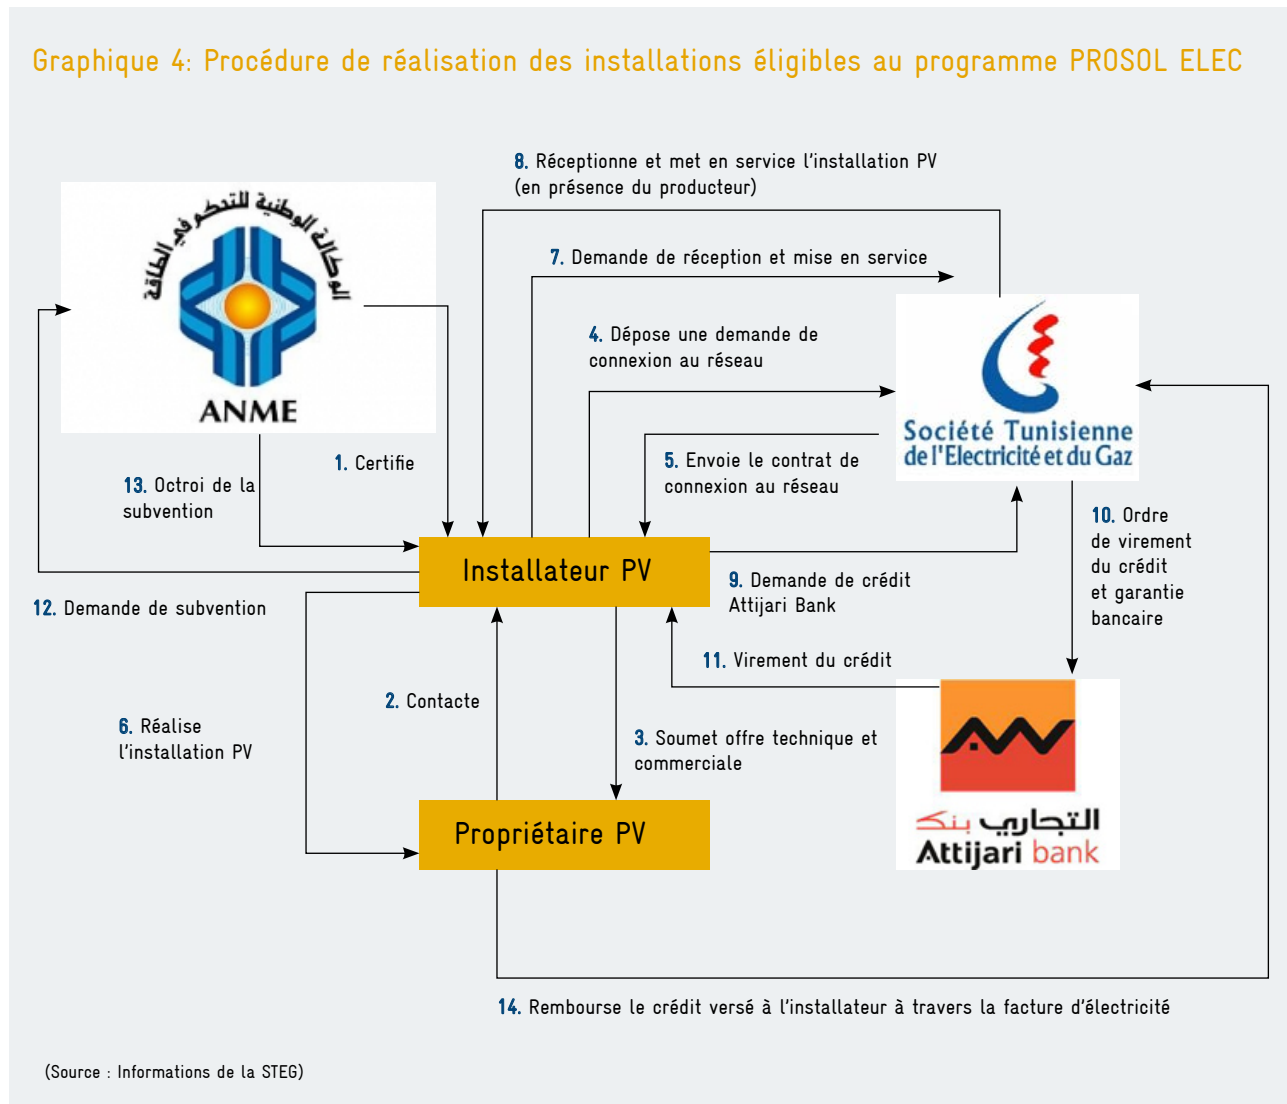 Graphique 4: Procédure de réalisation des installations éligibles au programme PROSOL ELEC
8. Réceptionne et met en service l'installation PV
(en présence du producteur)
الوكالة الوطنية للتحكم في الطاقة
ANME
7. Demande de réception et mise en service
4. Dépose une demande de
connexion au réseau
Société Tunisienne
de l'Electricité et du Gaz
1. Certifie
5. Envoie le contrat de
connexion au réseau
13. Octroi de la
subvention
10. Ordre
de virement
du crédit
et garantie
bancaire
Installateur PV
9. Demande de crédit
Attijari Bank
12. Demande de subvention
11. Virement du crédit
2. Contacte
6. Réalise
l'installation PV
3. Soumet offre technique et
commerciale
التجاري بنك
Attijari bank
Propriétaire PV
14. Rembourse le crédit versé à l'installateur à travers la facture d'électricité
(Source : Informations de la STEG)